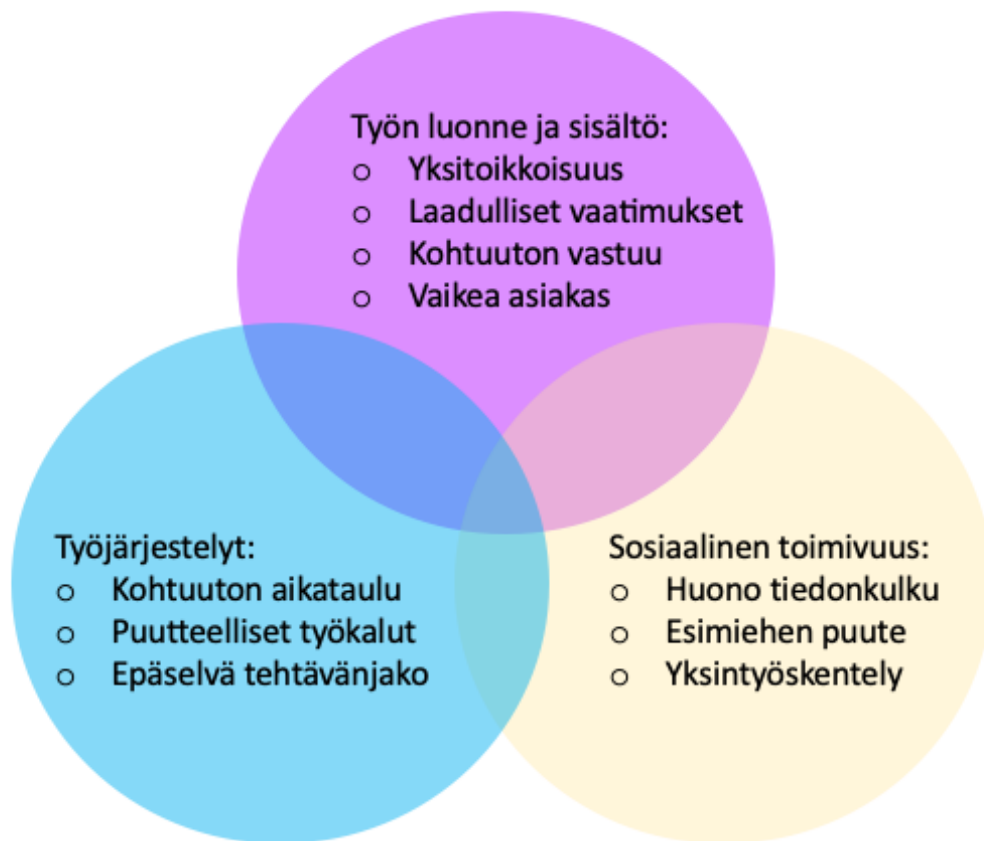 Työn luonne ja sisältö:
o Yksitoikkoisuus
o Laadulliset vaatimukset
o Kohtuuton vastuu
o Vaikea asiakas
Työjärjestelyt:
o Kohtuuton aikataulu
o Puutteelliset työkalut
o Epäselvä tehtävänjako
Sosiaalinen toimivuus:
o Huono tiedonkulku
o Esimiehen puute
o Yksintyöskentely